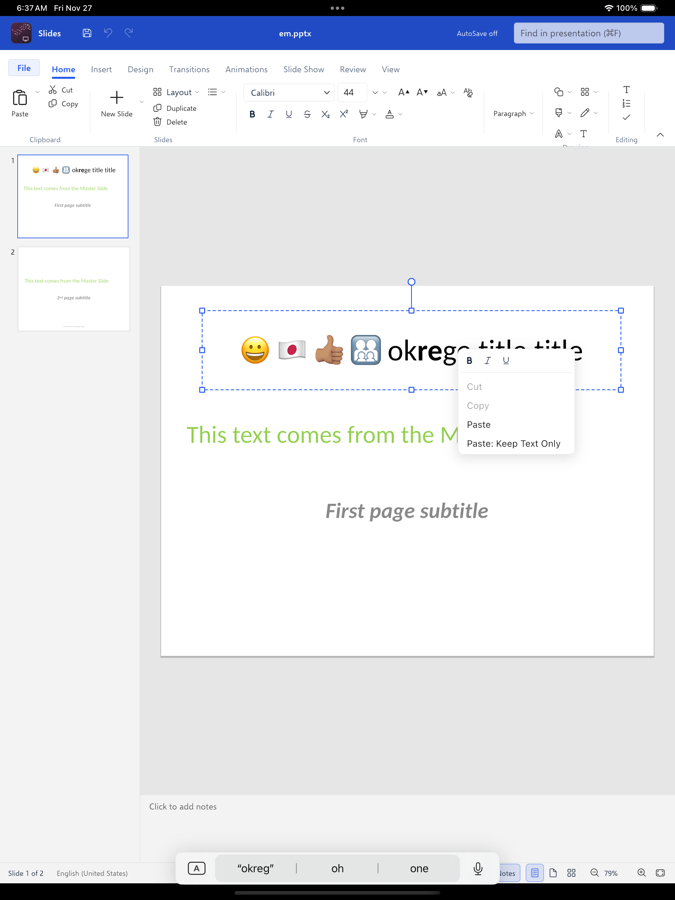 6:37 AM Fri Nov 27
100%
Slides
em.pptx
AutoSave off
Find in presentation (⌘F)
File
Home
Insert
Design
Transitions
Animations
Slide Show
Review
View
Paste
Cut
Copy
Clipboard
New Slide
Layout
Duplicate
Delete
Slides
Calibri
44
B I U S X₂ X²
Font
Paragraph
Editing
1
😀 🇯🇵 👍🏽 okrege title title
This text comes from the Master Slide
First page subtitle
2
This text comes from the Master Slide
2nd page subtitle
😀 🇯🇵 👍🏽 okrege title title
This text comes from the M
First page subtitle
B I U
Cut
Copy
Paste
Paste: Keep Text Only
Click to add notes
Slide 1 of 2
English (United States)
A
“okreg”
oh
one
otes
79%